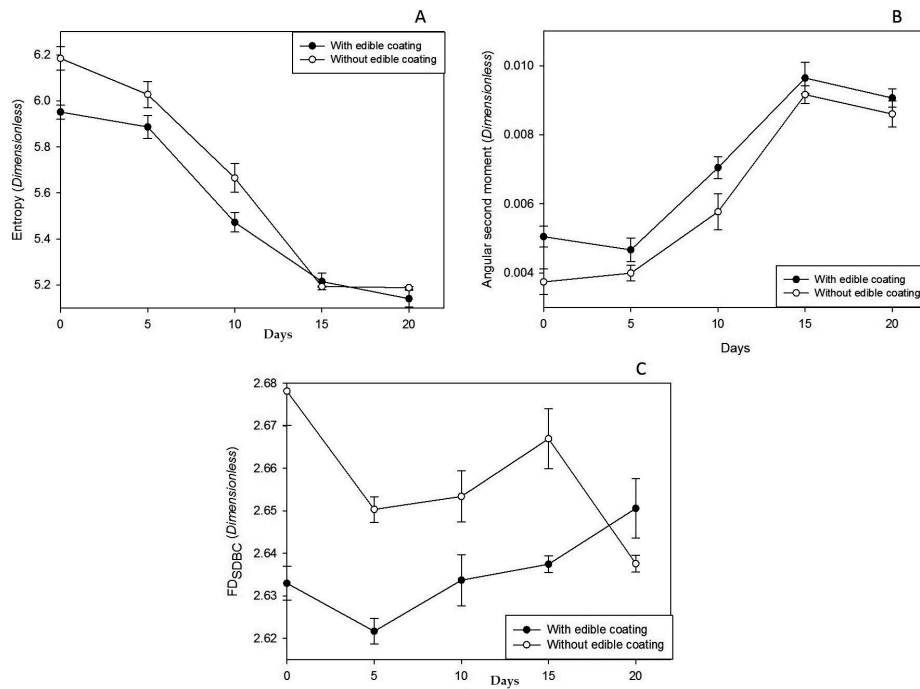 A
With edible coating
Without edible coating
Entropy (Dimensionless)
6.2
6.0
5.8
5.6
5.4
5.2
0 5 10 15 20
Days
B
Angular second moment (Dimensionless)
0.010
0.008
0.006
0.004
With edible coating
Without edible coating
0 5 10 15 20
Days
C
FDSDBC (Dimensionless)
2.68
2.67
2.66
2.65
2.64
2.63
2.62
With edible coating
Without edible coating
0 5 10 15 20
Days